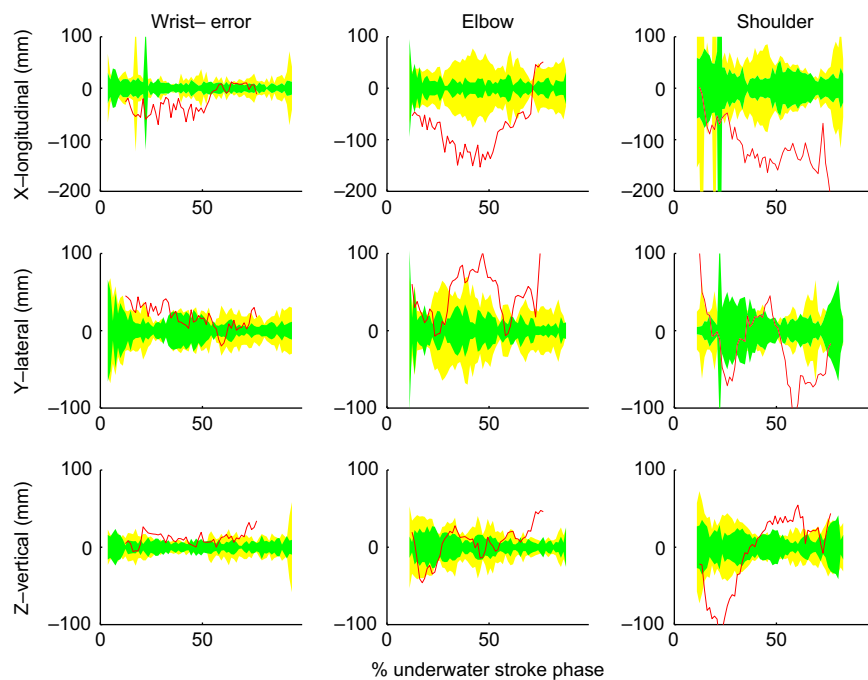 Wrist– error Elbow Shoulder
X–longitudinal (mm)
100 100 100
0 0 0
–100 –100 –100
–200 –200 –200
0 50 0 50 0 50
Y–lateral (mm)
100 100 100
0 0 0
–100 –100 –100
0 50 0 50 0 50
Z–vertical (mm)
100 100 100
0 0 0
–100 –100 –100
0 50 0 50 0 50
% underwater stroke phase